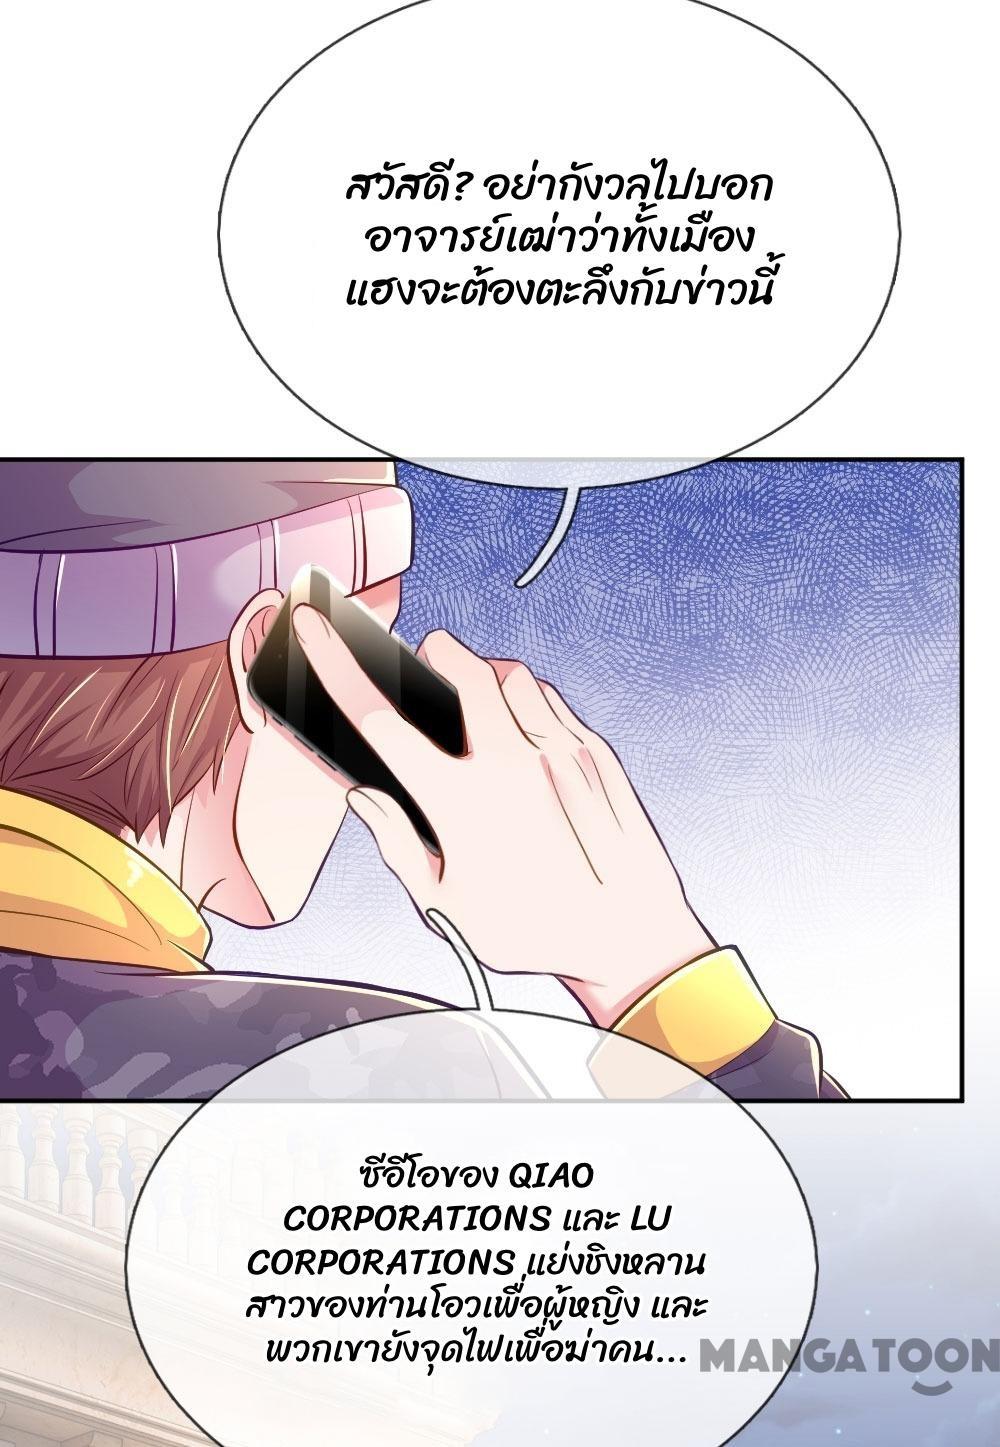 สวัสดี? อย่ากังวลไปบอก
อาจารย์เฒ่าว่าทั้งเมือง
แฮงจะต้องตะลึงกับข่าวนี้
ซีอีโอของ QIAO
CORPORATIONS และ LU
CORPORATIONS แย่งชิงหลาน
สาวของท่านโอวเพื่อผู้หญิง และ
พวกเขายังจุดไฟเพื่อฆ่าคน...
MANGATOON